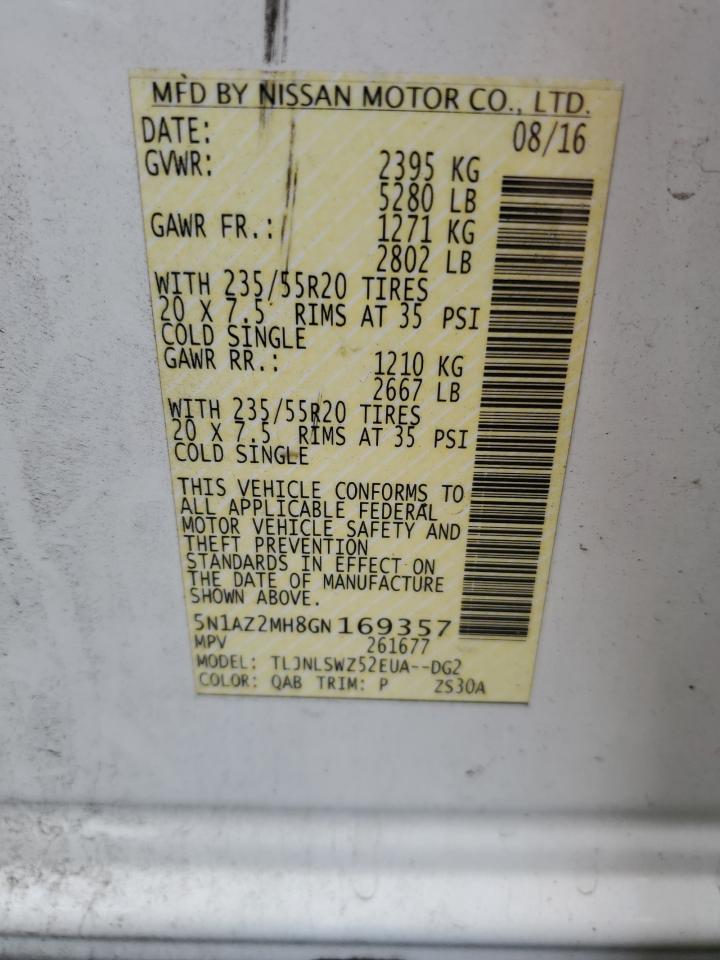 MFD BY NISSAN MOTOR CO., LTD.
DATE: 08/16
GVWR: 2395 KG
5280 LB
GAWR FR.: 1271 KG
2802 LB
WITH 235/55R20 TIRES
20 X 7.5 RIMS AT 35 PSI
COLD SINGLE
GAWR RR.: 1210 KG
2667 LB
WITH 235/55R20 TIRES
20 X 7.5 RIMS AT 35 PSI
COLD SINGLE
THIS VEHICLE CONFORMS TO
ALL APPLICABLE FEDERAL
MOTOR VEHICLE SAFETY AND
THEFT PREVENTION
STANDARDS IN EFFECT ON
THE DATE OF MANUFACTURE
SHOWN ABOVE.
5N1AZ2MH8GN169357
MPV 261677
MODEL: TLJNLSWZ52EUA--DG2
COLOR: QAB TRIM: P ZS30A